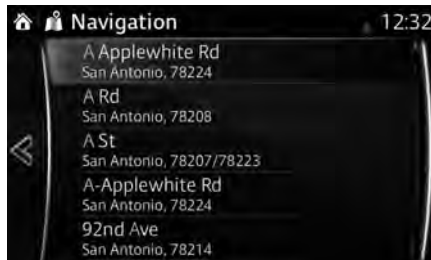 Navigation 12:32
A Applewhite Rd
San Antonio, 78224
A Rd
San Antonio, 78208
A St
San Antonio, 78207/78223
A-Applewhite Rd
San Antonio, 78224
92nd Ave
San Antonio, 78214